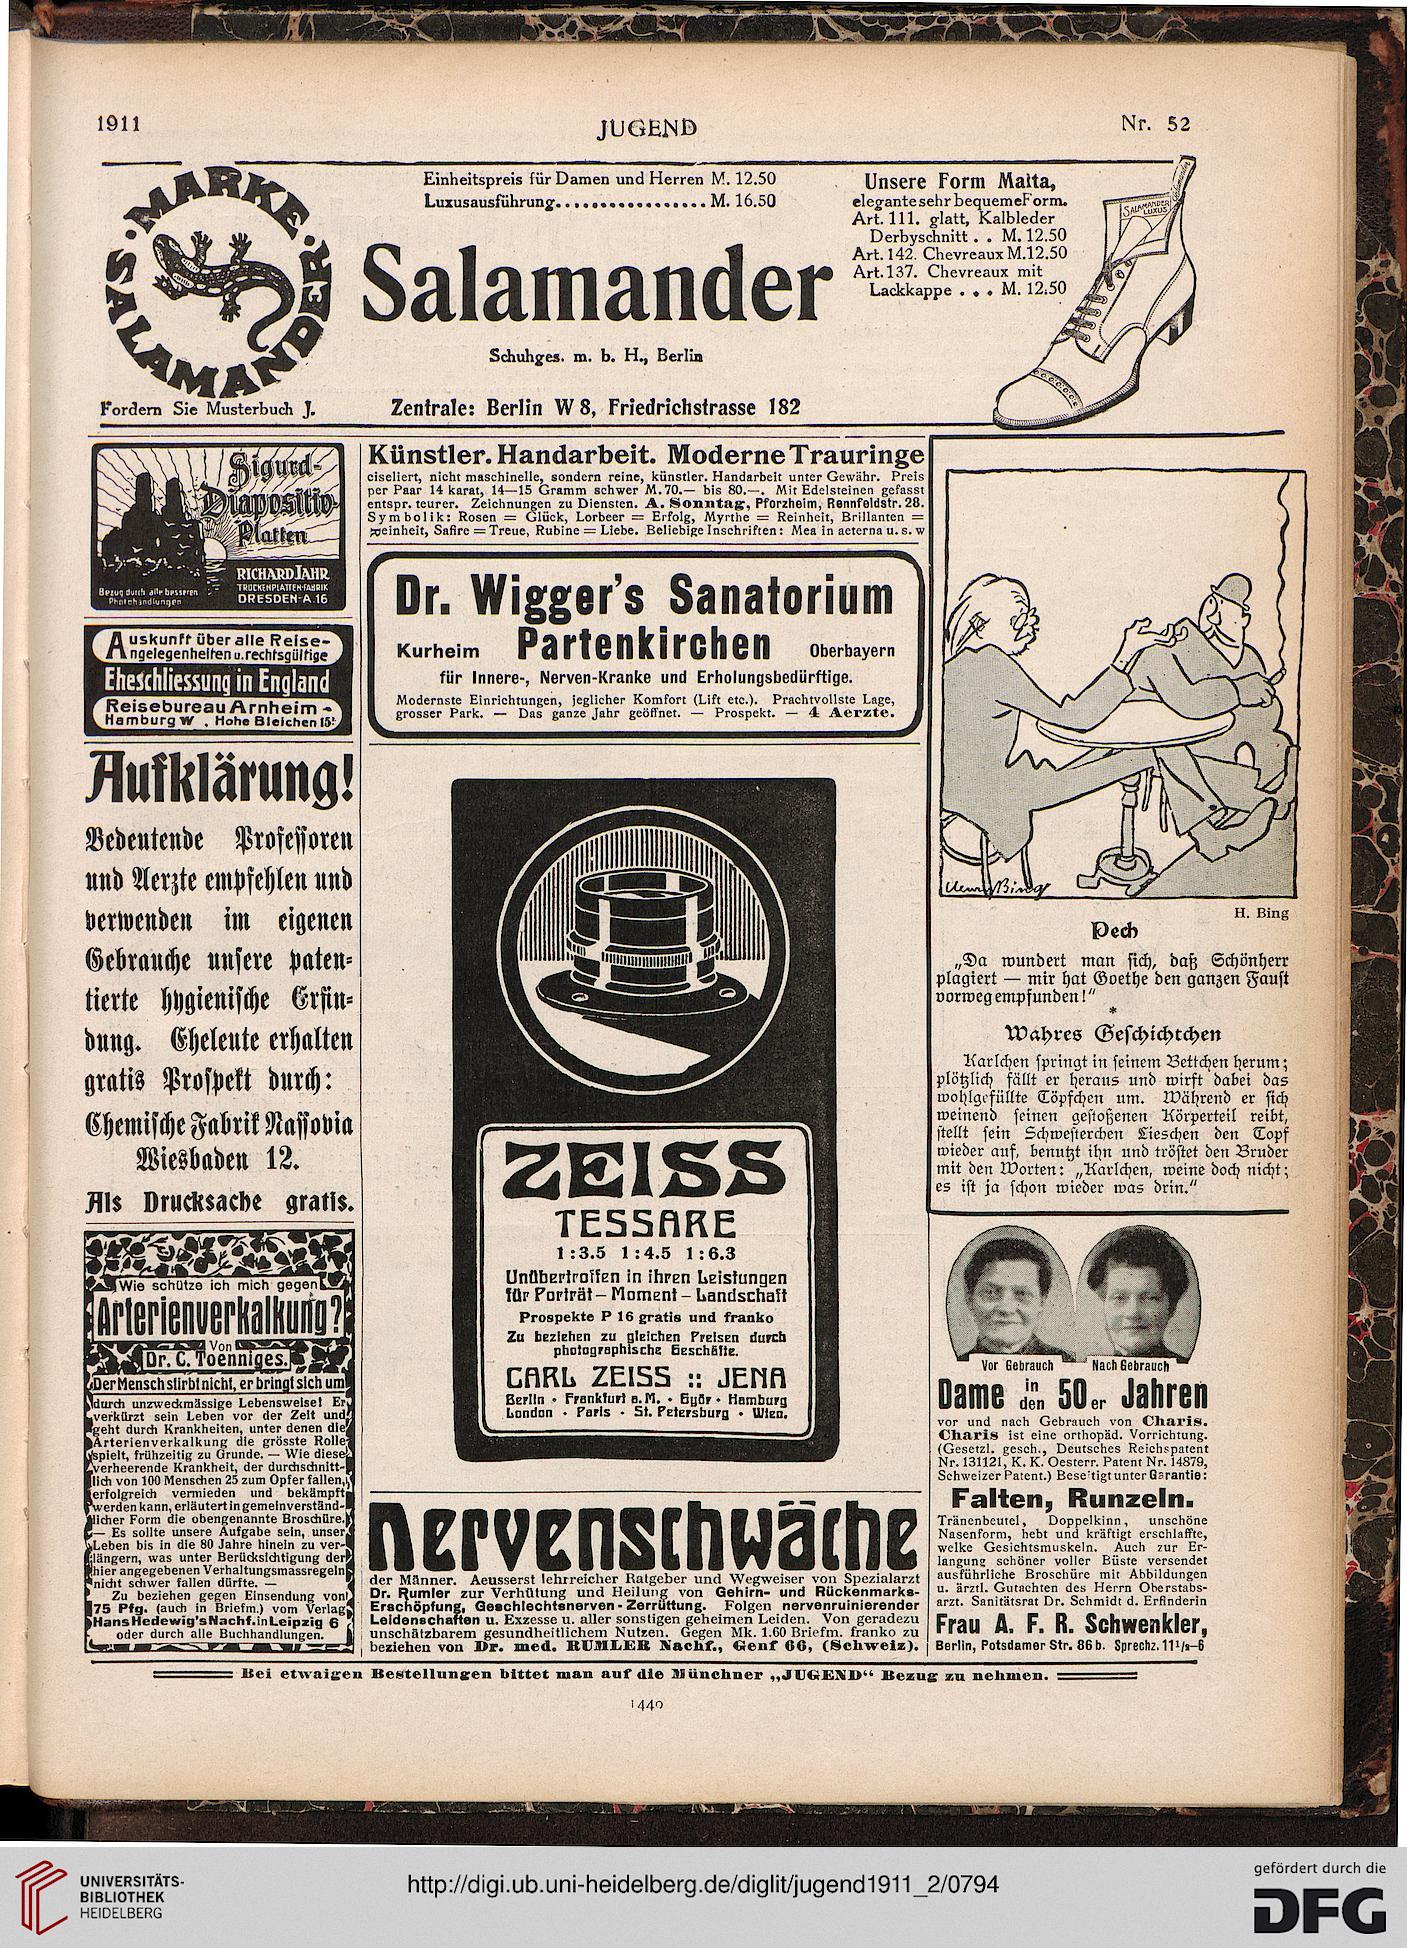 1911
JUGEND
Nr. 52
MARKE SALAMANDER
Fordern Sie Musterbuch J.
Einheitspreis für Damen und Herren M. 12.50
Luxusausführung................. M. 16.50
Salamander
Schuhges. m. b. H., Berlin
Zentrale: Berlin W 8, Friedrichstrasse 182
Unsere Form Malta,
elegante sehr bequeme Form.
Art. 111. glatt, Kalbleder
Derbyschnitt . . M. 12.50
Art. 142. Chevreaux M. 12.50
Art. 137. Chevreaux mit
Lackkappe . . . M. 12.50
SALAMANDER
LUXUS
Salamander
Sigurd-
Diapositiv-
Platten
RICHARD JAHR
TROCKENPLATTEN-FABRIK
DRESDEN-A.16
Bezug durch alle besseren
Photohandlungen
Auskunft über alle Reise-
Angelegenheiten u. rechtsgültige
Eheschliessung in England
Reisebureau Arnheim -
Hamburg W . Hohe Bleichen 15.
Aufklärung!
Bedeutende Professoren
und Aerzte empfehlen und
verwenden im eigenen
Gebrauche unsere paten-
tierte hygienische Erfin-
dung. Eheleute erhalten
gratis Prospekt durch:
Chemische Fabrik Nassovia
Wiesbaden 12.
Als Drucksache gratis.
Wie schütze ich mich gegen
Arterienverkalkung?
Von
Dr. C. Toenniges.
Der Mensch stirbt nicht, er bringt sich um
durch unzweckmässige Lebensweise! Er
verkürzt sein Leben vor der Zeit und
geht durch Krankheiten, unter denen die
Arterienverkalkung die grösste Rolle
spielt, frühzeitig zu Grunde. — Wie diese
verheerende Krankheit, der durchschnitt-
lich von 100 Menschen 25 zum Opfer fallen,
erfolgreich vermieden und bekämpft
werden kann, erläutert in gemeinverständ-
licher Form die obengenannte Broschüre.
— Es sollte unsere Aufgabe sein, unser
Leben bis in die 80 Jahre hinein zu ver-
längern, was unter Berücksichtigung der
hier angegebenen Verhaltungsmassregeln
nicht schwer fallen dürfte. —
Zu beziehen gegen Einsendung von
75 Pfg. (auch in Briefm.) vom Verlag
Hans Hedewig's Nachf. in Leipzig 6
oder durch alle Buchhandlungen.
Künstler. Handarbeit. Moderne Trauringe
ciseliert, nicht maschinelle, sondern reine, künstler. Handarbeit unter Gewähr. Preis
per Paar 14 karat, 14—15 Gramm schwer M. 70.— bis 80.—. Mit Edelsteinen gefasst
entspr. teurer. Zeichnungen zu Diensten. A. Sonntag, Pforzheim, Rennfeldstr. 28.
Symbolik: Rosen = Glück, Lorbeer = Erfolg, Myrthe = Reinheit, Brillanten =
Reinheit, Safire = Treue, Rubine = Liebe. Beliebige Inschriften: Mea in aeterna u. s. w
Dr. Wigger's Sanatorium
Kurheim Partenkirchen Oberbayern
für Innere-, Nerven-Kranke und Erholungsbedürftige.
Modernste Einrichtungen, jeglicher Komfort (Lift etc.). Prachtvollste Lage,
grosser Park. — Das ganze Jahr geöffnet. — Prospekt. — 4 Aerzte.
ZEISS
TESSARE
1:3.5 1:4.5 1:6.3
Unübertroffen in ihren Leistungen
für Porträt – Moment – Landschaft
Prospekte P 16 gratis und franko
Zu beziehen zu gleichen Preisen durch
photographische Geschäfte.
CARL ZEISS :: JENA
Berlin • Frankfurt a. M. • Györ • Hamburg
London • Paris • St. Petersburg • Wien.
Nervenschwäche
der Männer. Aeusserst lehrreicher Ratgeber und Wegweiser von Spezialarzt
Dr. Rumler zur Verhütung und Heilung von Gehirn- und Rückenmarks-
Erschöpfung, Geschlechtsnerven-Zerrüttung. Folgen nervenruinierender
Leidenschaften u. Exzesse u. aller sonstigen geheimen Leiden. Von geradezu
unschätzbarem gesundheitlichem Nutzen. Gegen Mk. 1.60 Briefm. franko zu
beziehen von Dr. med. RUMLER Nachf., Genf 66, (Schweiz).
Henry Bing
H. Bing
Pech
„Da wundert man sich, daß Schönherr
plagiert — mir hat Goethe den ganzen Faust
vorweg empfunden!"
*
Wahres Geschichtchen
Karlchen springt in seinem Bettchen herum;
plötzlich fällt er heraus und wirft dabei das
wohlgefüllte Töpfchen um. Während er sich
weinend seinen gestoßenen Körperteil reibt,
stellt sein Schwesterchen Lieschen den Topf
wieder auf, benutzt ihn und tröstet den Bruder
mit den Worten: „Karlchen, weine doch nicht;
es ist ja schon wieder was drin."
Vor Gebrauch Nach Gebrauch
Dame in den 50er Jahren
vor und nach Gebrauch von Charis.
Charis ist eine orthopäd. Vorrichtung.
(Gesetzl. gesch., Deutsches Reichspatent
Nr. 131121, K. K. Oesterr. Patent Nr. 14879,
Schweizer Patent.) Beseitigt unter Garantie:
Falten, Runzeln.
Tränenbeutel, Doppelkinn, unschöne
Nasenform, hebt und kräftigt erschlaffte,
welke Gesichtsmuskeln. Auch zur Er-
langung schöner voller Büste versendet
ausführliche Broschüre mit Abbildungen
u. ärztl. Gutachten des Herrn Oberstabs-
arzt. Sanitätsrat Dr. Schmidt d. Erfinderin
Frau A. F. R. Schwenkler,
Berlin, Potsdamer Str. 86 b. Sprechz. 11½–6
Bei etwaigen Bestellungen bittet man auf die Münchner „JUGEND" Bezug zu nehmen.
1440
UNIVERSITÄTS-
BIBLIOTHEK
HEIDELBERG
http://digi.ub.uni-heidelberg.de/diglit/jugend1911_2/0794
gefördert durch die
DFG